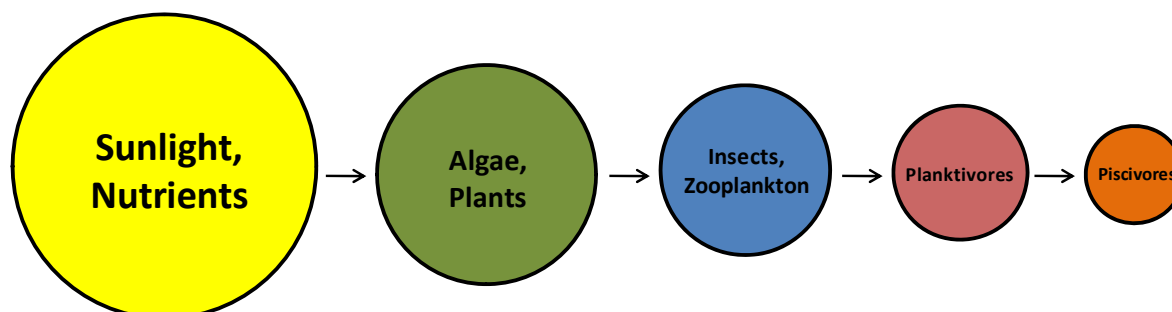 Sunlight,
Nutrients
Algae,
Plants
Insects,
Zooplankton
Planktivores
Piscivores